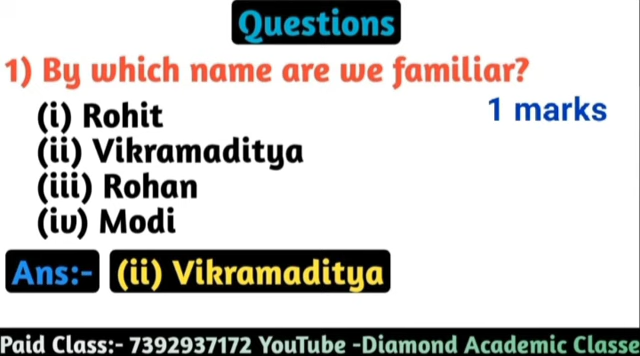 Questions
1) By which name are we familiar?
(i) Rohit 1 marks
(ii) Vikramaditya
(iii) Rohan
(iv) Modi
Ans:- (ii) Vikramaditya
Paid Class:- 7392937172 YouTube -Diamond Academic Classe